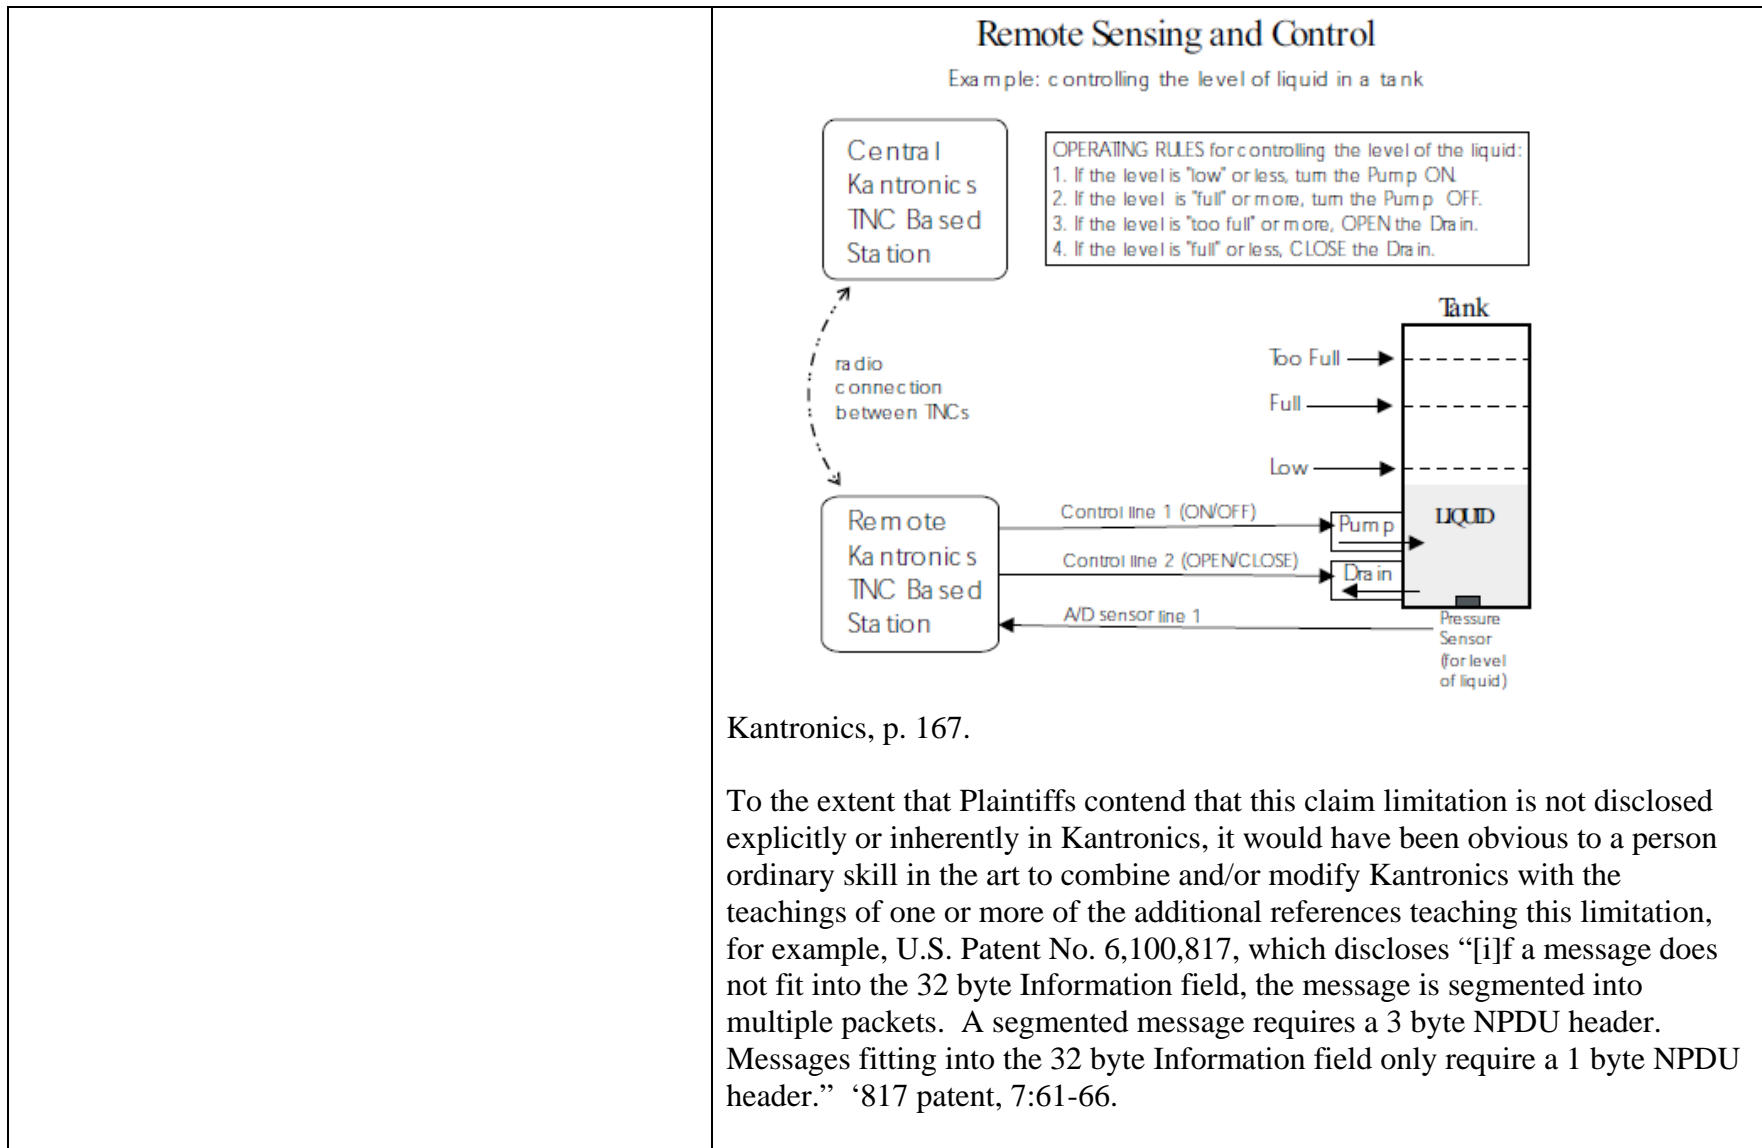 Remote Sensing and Control
Example: controlling the level of liquid in a tank
Central
Kantronics
TNC Based
Station
OPERATING RULES for controlling the level of the liquid:
1. If the level is "low" or less, turn the Pump ON.
2. If the level is "full" or more, turn the Pump OFF.
3. If the level is "too full" or more, OPEN the Drain.
4. If the level is "full" or less, CLOSE the Drain.
Tank
Too Full
radio
connection
between TNCs
Full
Low
Remote
Kantronics
TNC Based
Station
Control line 1 (ON/OFF)
Pump
LIQUID
Control line 2 (OPEN/CLOSE)
Drain
A/D sensor line 1
Pressure
Sensor
(for level
of liquid)
Kantronics, p. 167.
To the extent that Plaintiffs contend that this claim limitation is not disclosed
explicitly or inherently in Kantronics, it would have been obvious to a person
ordinary skill in the art to combine and/or modify Kantronics with the
teachings of one or more of the additional references teaching this limitation,
for example, U.S. Patent No. 6,100,817, which discloses “[i]f a message does
not fit into the 32 byte Information field, the message is segmented into
multiple packets.  A segmented message requires a 3 byte NPDU header.
Messages fitting into the 32 byte Information field only require a 1 byte NPDU
header.”  ‘817 patent, 7:61-66.